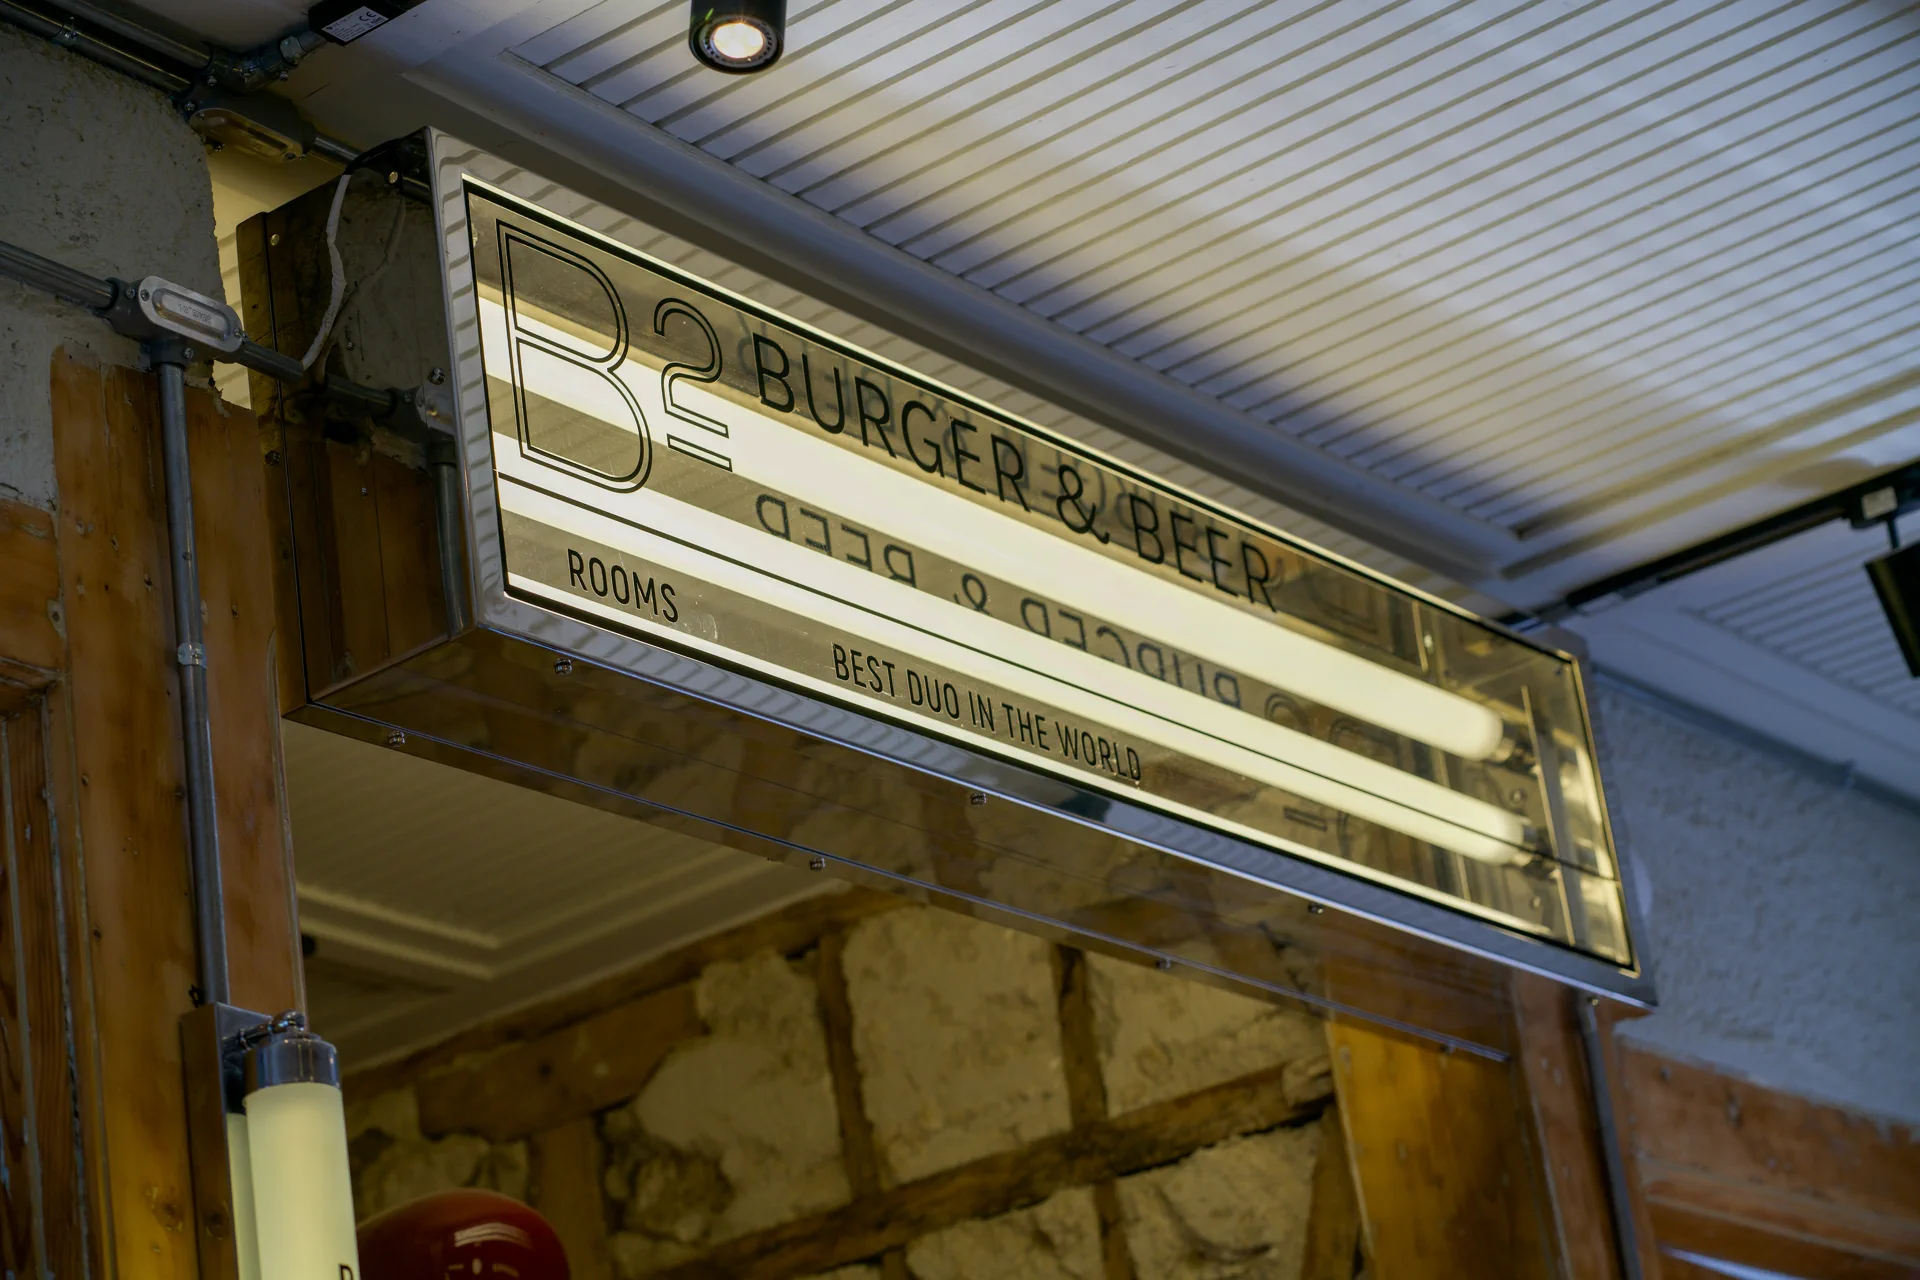 B2 BURGER & BEER
ROOMS
BEST DUO IN THE WORLD